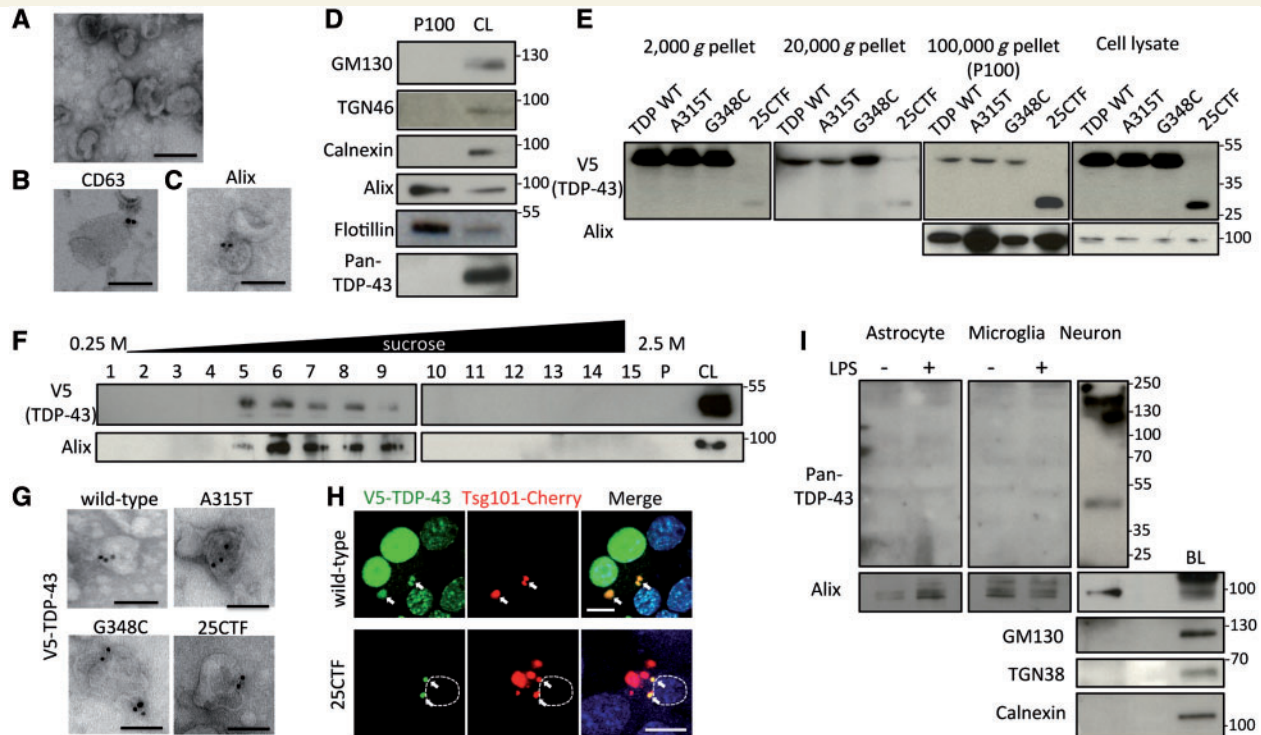 A
B
CD63
C
Alix
D
P100 CL
GM130
130
TGN46
100
Calnexin
100
Alix
100
Flotillin
55
Pan-
TDP-43
E
2,000 g pellet
20,000 g pellet
100,000 g pellet
(P100)
Cell lysate
TDP WT A315T G348C 25CTF
TDP WT A315T G348C 25CTF
TDP WT A315T G348C 25CTF
TDP WT A315T G348C 25CTF
V5
(TDP-43)
55
35
25
Alix
100
F
0.25 M sucrose 2.5 M
1 2 3 4 5 6 7 8 9 10 11 12 13 14 15 P CL
V5
(TDP-43)
55
Alix
100
G
V5-TDP-43
wild-type A315T
G348C 25CTF
H
V5-TDP-43 Tsg101-Cherry Merge
wild-type
25CTF
I
Astrocyte Microglia Neuron
LPS - + - +
Pan-
TDP-43
250
130
100
70
55
35
25
BL
Alix
100
GM130
130
TGN38
70
Calnexin
100